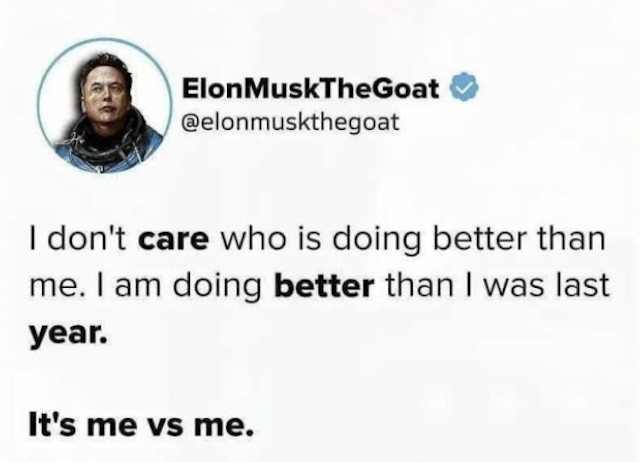 ElonMuskTheGoat
@elonmuskthegoat
I don't care who is doing better than
me. I am doing better than I was last
year.
It's me vs me.